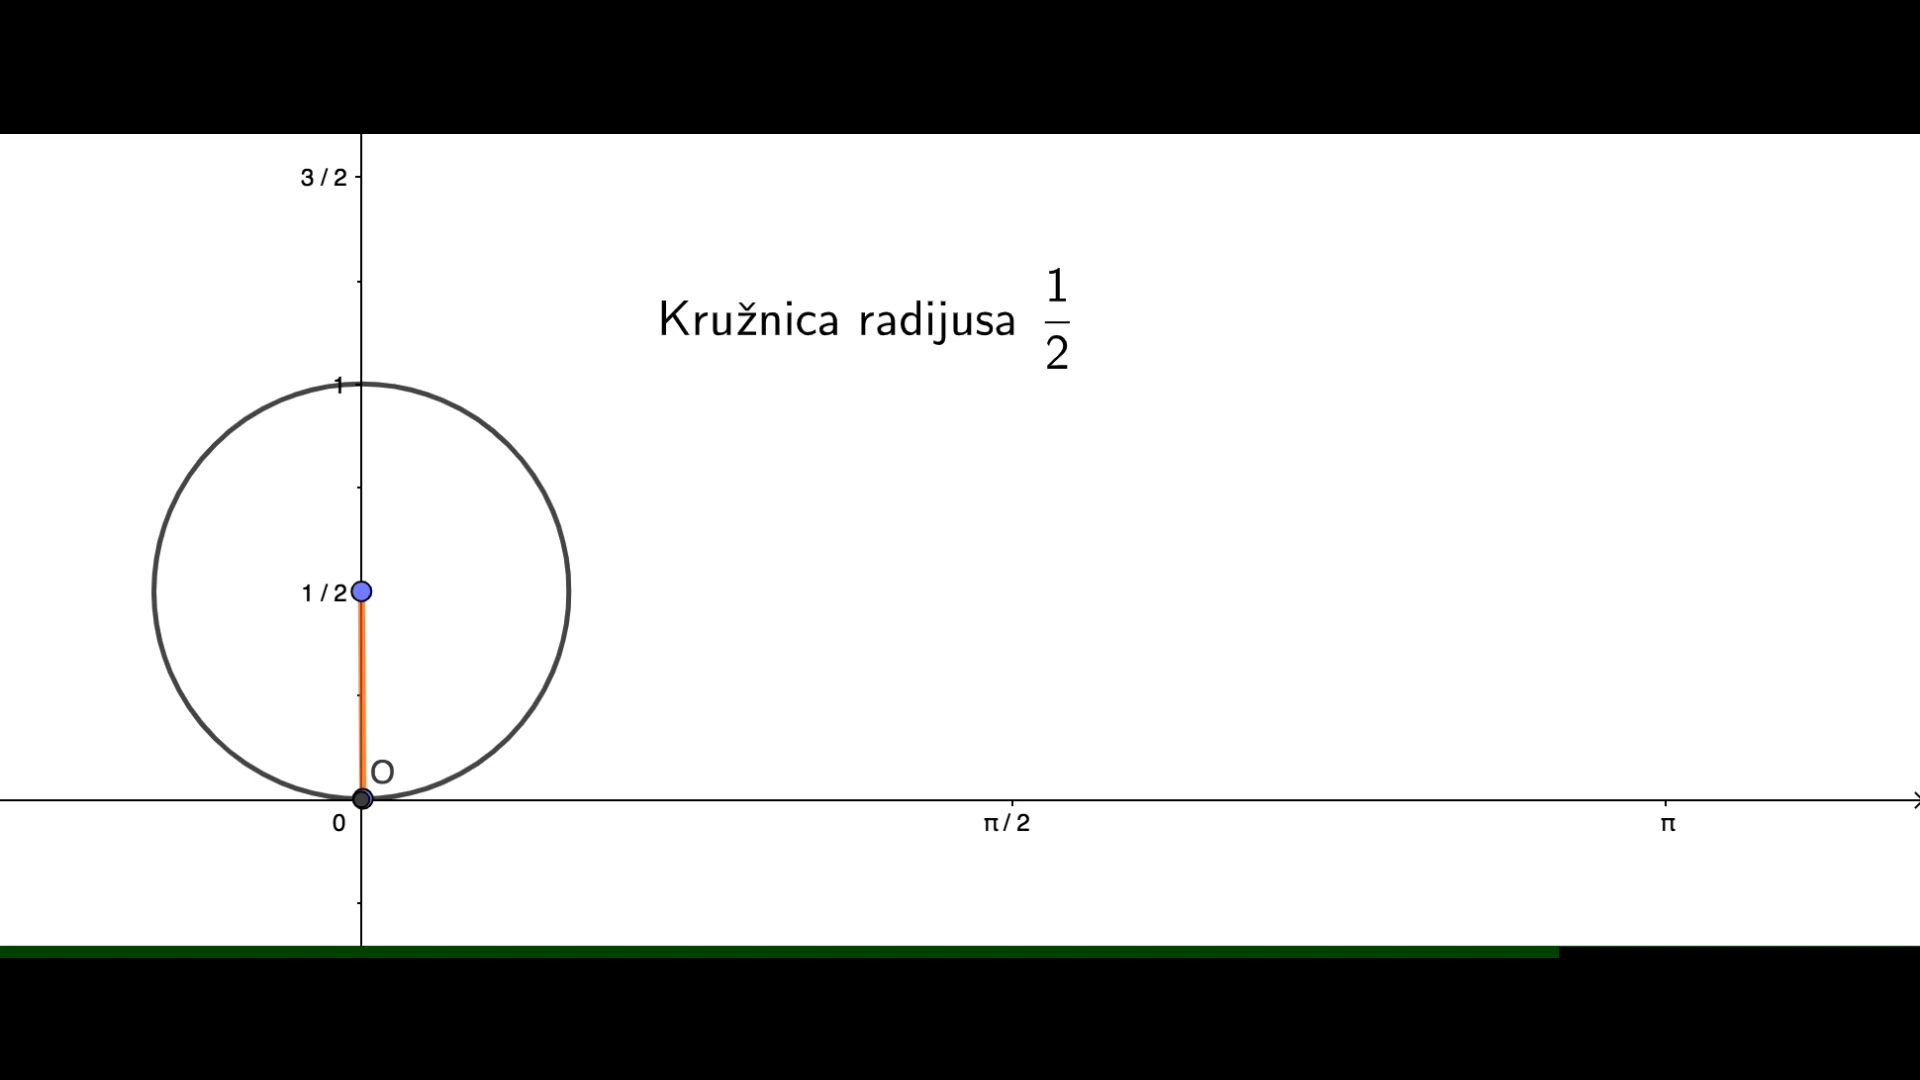 3 / 2
Kružnica radijusa 1/2
1
1 / 2
O
0
π / 2
π